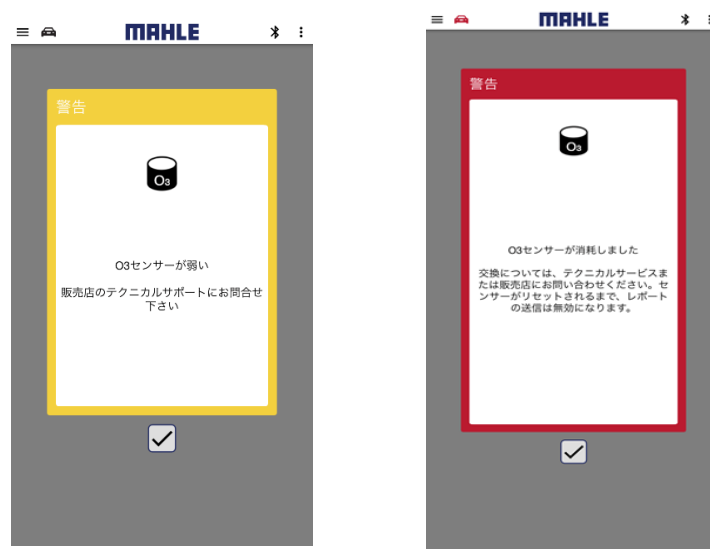 MAHLE
警告
O3
O3センサーが弱い
販売店のテクニカルサポートにお問合せ
下さい
MAHLE
警告
O3
O3センサーが消耗しました
交換については、テクニカルサービスま
たは販売店にお問い合わせください。セ
ンサーがリセットされるまで、レポート
の送信は無効になります。